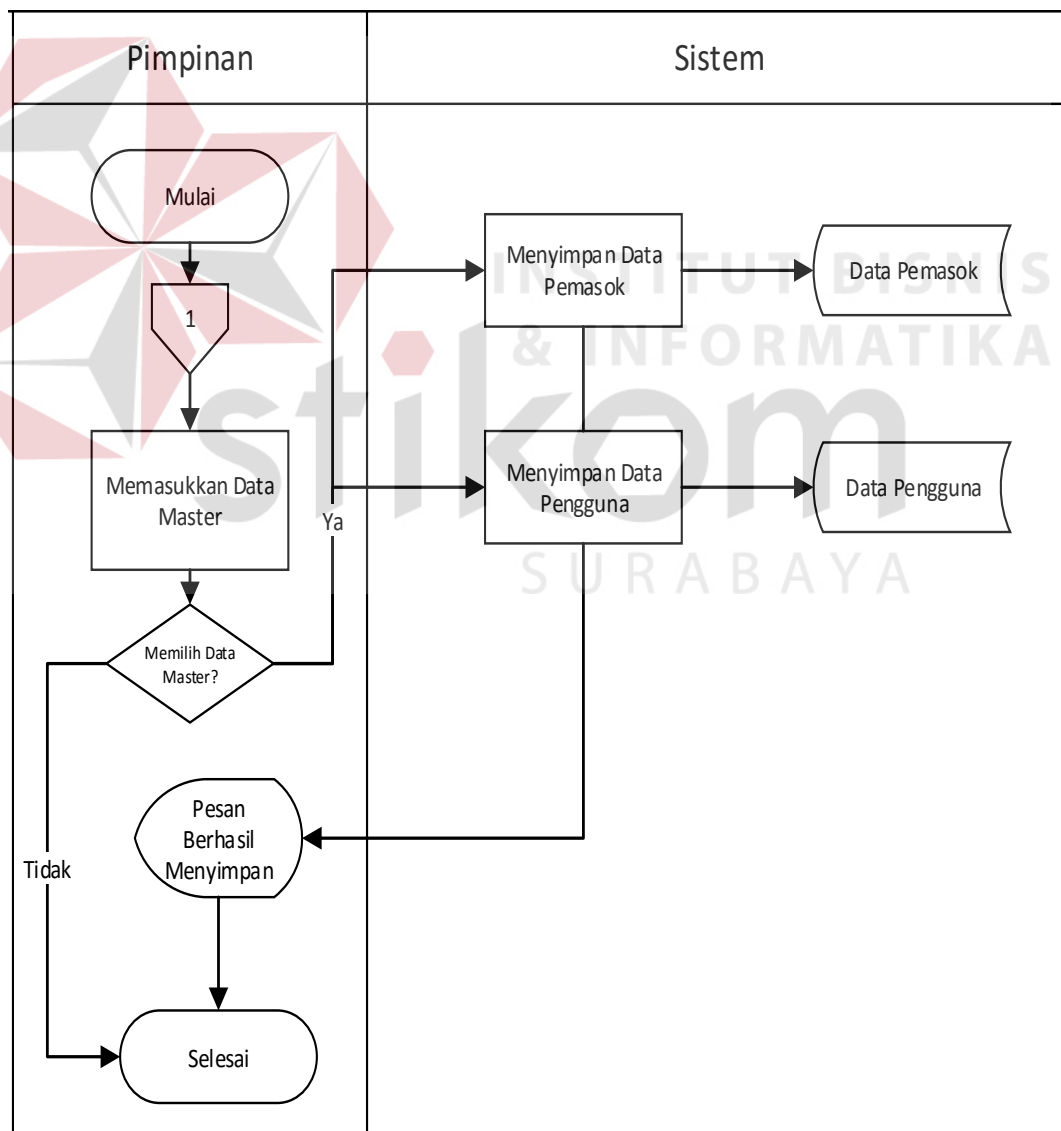 Pimpinan
Sistem
Mulai
1
Memasukkan Data
Master
Memilih Data
Master?
Ya
Tidak
Menyimpan Data
Pemasok
Data Pemasok
Menyimpan Data
Pengguna
Data Pengguna
Pesan
Berhasil
Menyimpan
Selesai
INSTITUT BISNIS
& INFORMATIKA
stikom
SURABAYA